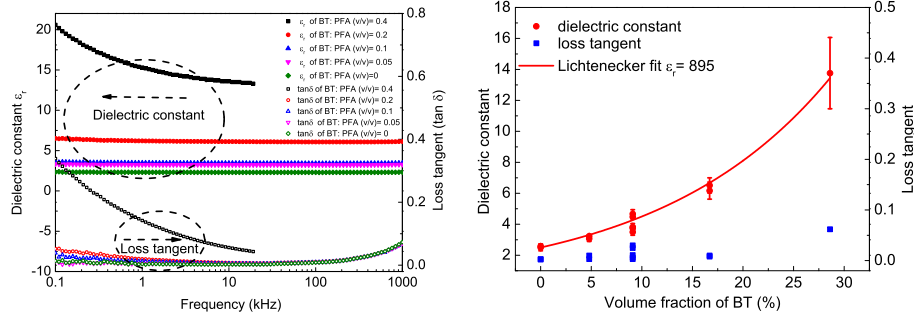 20
15
10
5
0
-5
-10
Dielectric constant εr
0.1
1
10
100
1000
Frequency (kHz)
0.8
0.6
0.4
0.2
0.0
Loss tangent (tan δ)
εr of BT: PFA (v/v)= 0.4
εr of BT: PFA (v/v)= 0.2
εr of BT: PFA (v/v)= 0.1
εr of BT: PFA (v/v)= 0.05
εr of BT: PFA (v/v)=0
tanδ of BT: PFA (v/v)= 0.4
tanδ of BT: PFA (v/v)= 0.2
tanδ of BT: PFA (v/v)= 0.1
tanδ of BT: PFA (v/v)= 0.05
tanδ of BT: PFA (v/v)= 0
Dielectric constant
Loss tangent
18
16
14
12
10
8
6
4
2
Dielectric constant
0
5
10
15
20
25
30
Volume fraction of BT (%)
0.5
0.4
0.3
0.2
0.1
0.0
Loss tangent
dielectric constant
loss tangent
Lichtenecker fit εr= 895